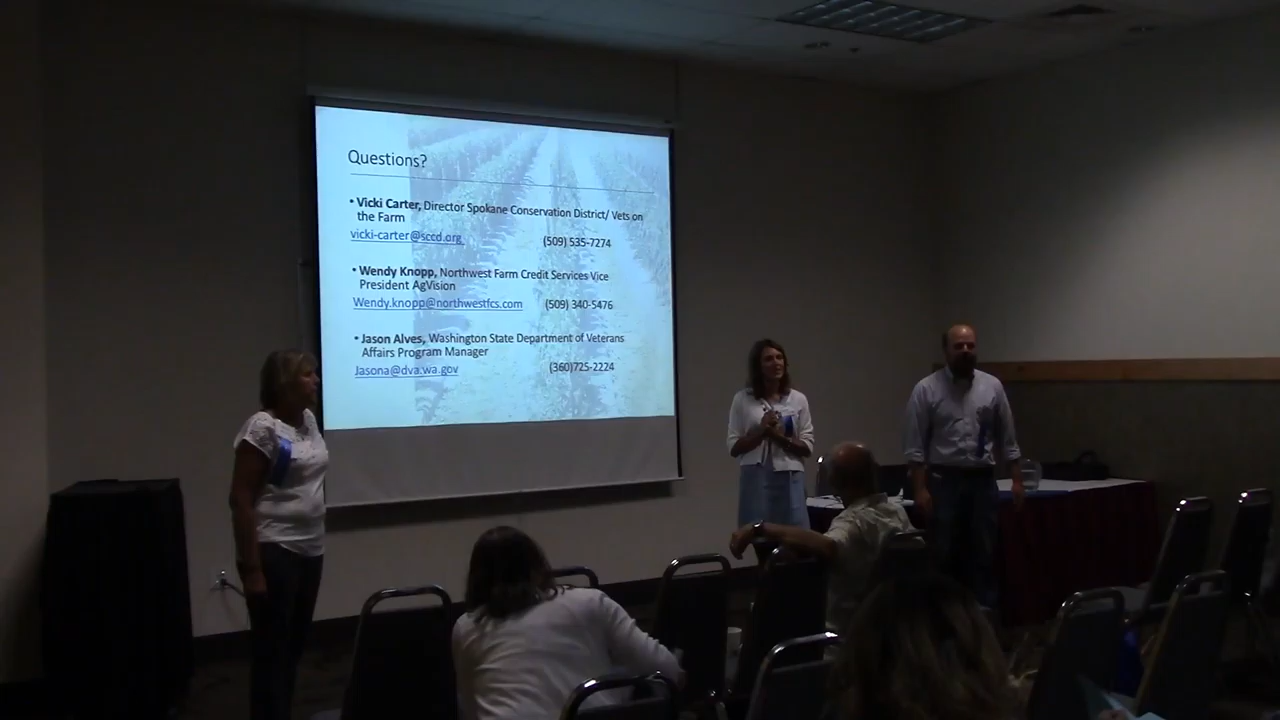 Questions?
• Vicki Carter, Director Spokane Conservation District/ Vets on
the Farm
vicki-carter@sccd.org (509) 535-7274
• Wendy Knopp, Northwest Farm Credit Services Vice
President AgVision
Wendy.knopp@northwestfcs.com (509) 340-5476
• Jason Alves, Washington State Department of Veterans
Affairs Program Manager
Jasona@dva.wa.gov (360)725-2224